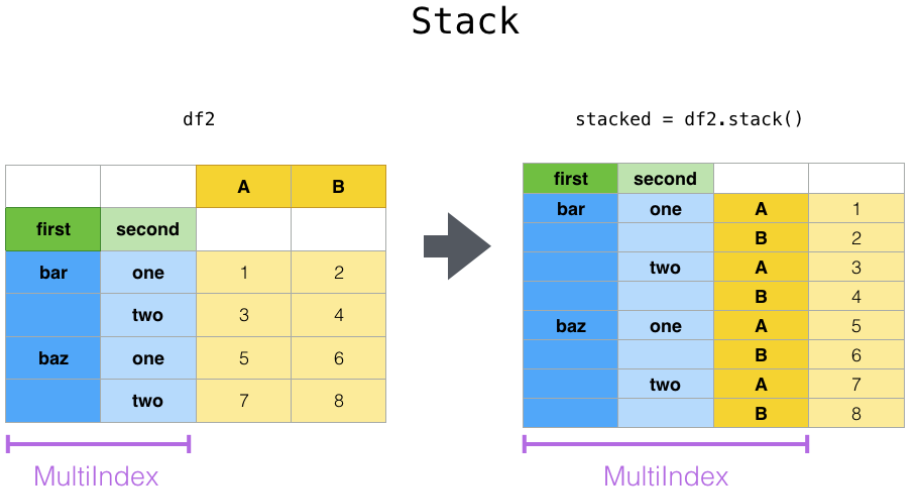 Stack
df2
A B
first second
bar one 1 2
two 3 4
baz one 5 6
two 7 8
MultiIndex
stacked = df2.stack()
first second
bar one A 1
B 2
two A 3
B 4
baz one A 5
B 6
two A 7
B 8
MultiIndex